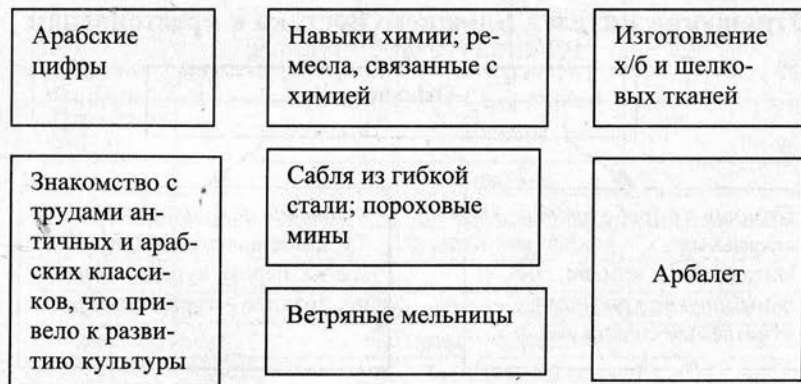 Арабские
цифры
Навыки химии; ре-
месла, связанные с
химией
Изготовление
х/б и шелко-
вых тканей
Знакомство с
трудами ан-
тичных и араб-
ских класси-
ков, что при-
вело к разви-
тию культуры
Сабля из гибкой
стали; пороховые
мины
Ветряные мельницы
Арбалет